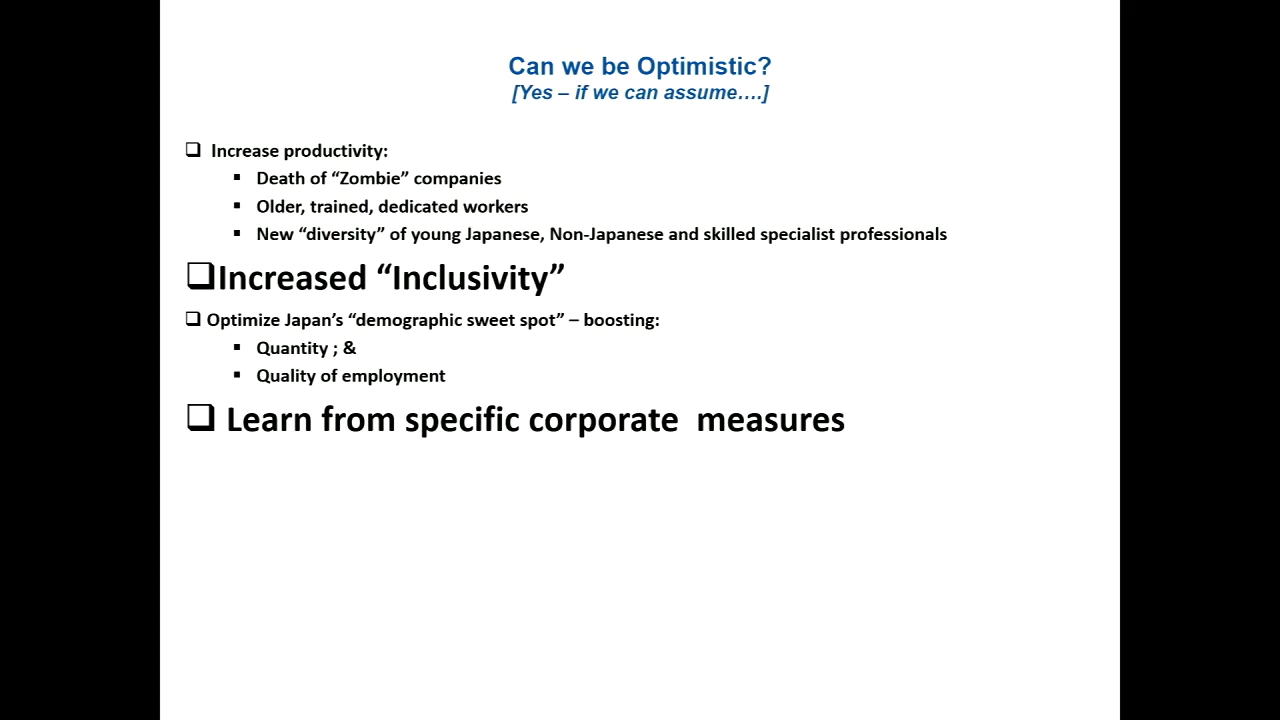 Can we be Optimistic?
[Yes – if we can assume….]
❑ Increase productivity:
▪ Death of “Zombie” companies
▪ Older, trained, dedicated workers
▪ New “diversity” of young Japanese, Non-Japanese and skilled specialist professionals
❑Increased “Inclusivity”
❑ Optimize Japan’s “demographic sweet spot” – boosting:
▪ Quantity ; &
▪ Quality of employment
❑ Learn from specific corporate  measures